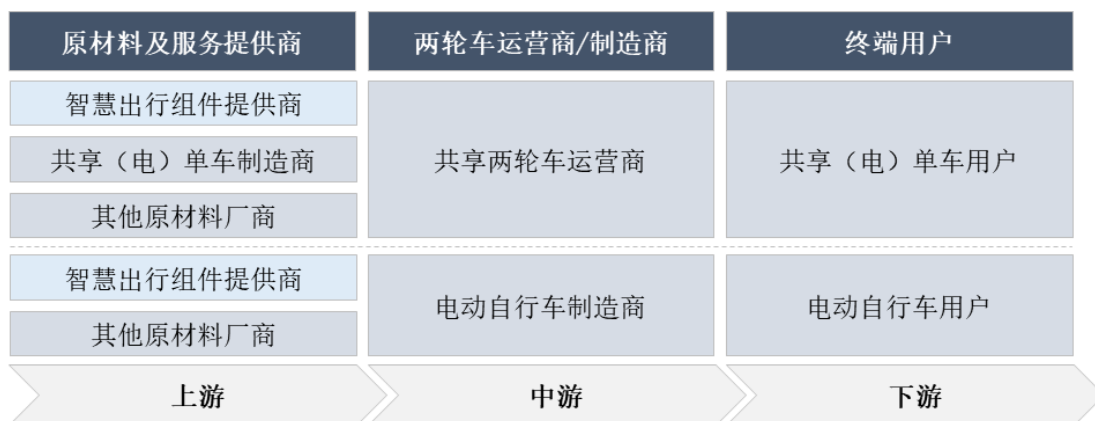 原材料及服务提供商
两轮车运营商/制造商
终端用户
智慧出行组件提供商
共享（电）单车制造商
其他原材料厂商
共享两轮车运营商
共享（电）单车用户
智慧出行组件提供商
其他原材料厂商
电动自行车制造商
电动自行车用户
上游
中游
下游